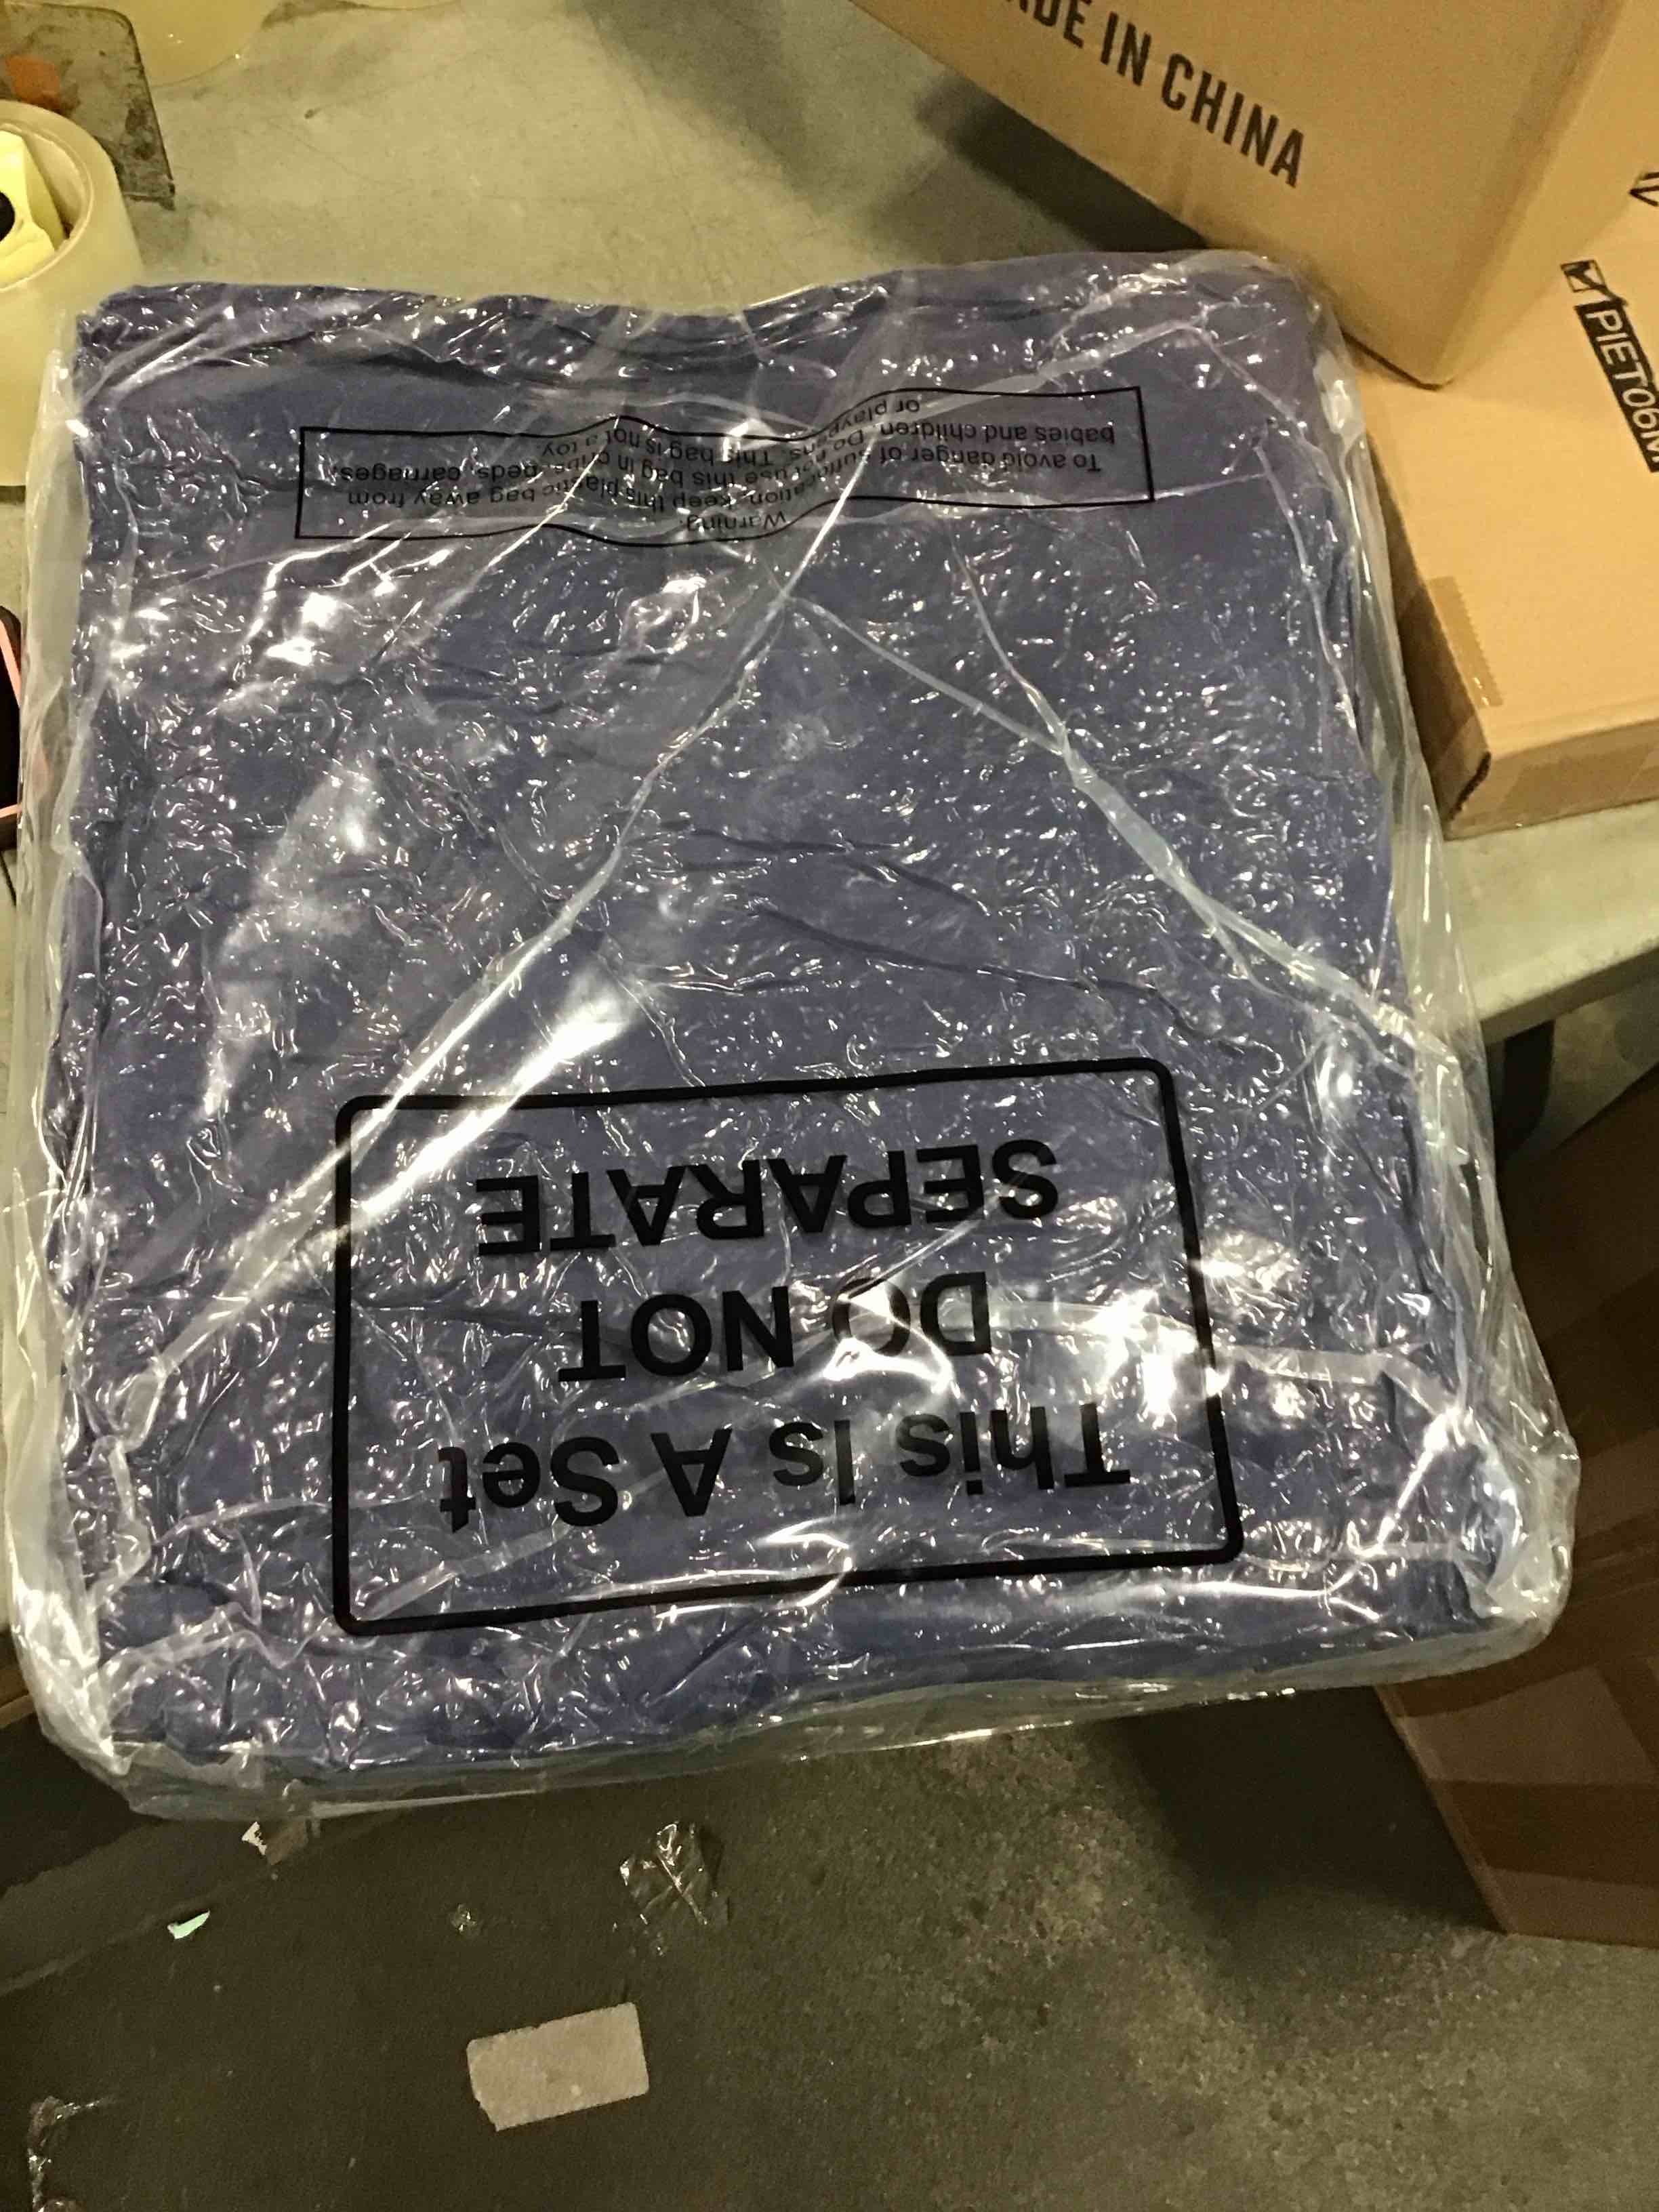 ADE IN CHINA
PIET06M
Warning:
To avoid danger of suffocation, keep this plastic bag away from
babies and children. Do not use this bag in cribs, beds, carriages,
or playpens. This bag is not a toy.
This Is A Set
DO NOT
SEPARATE